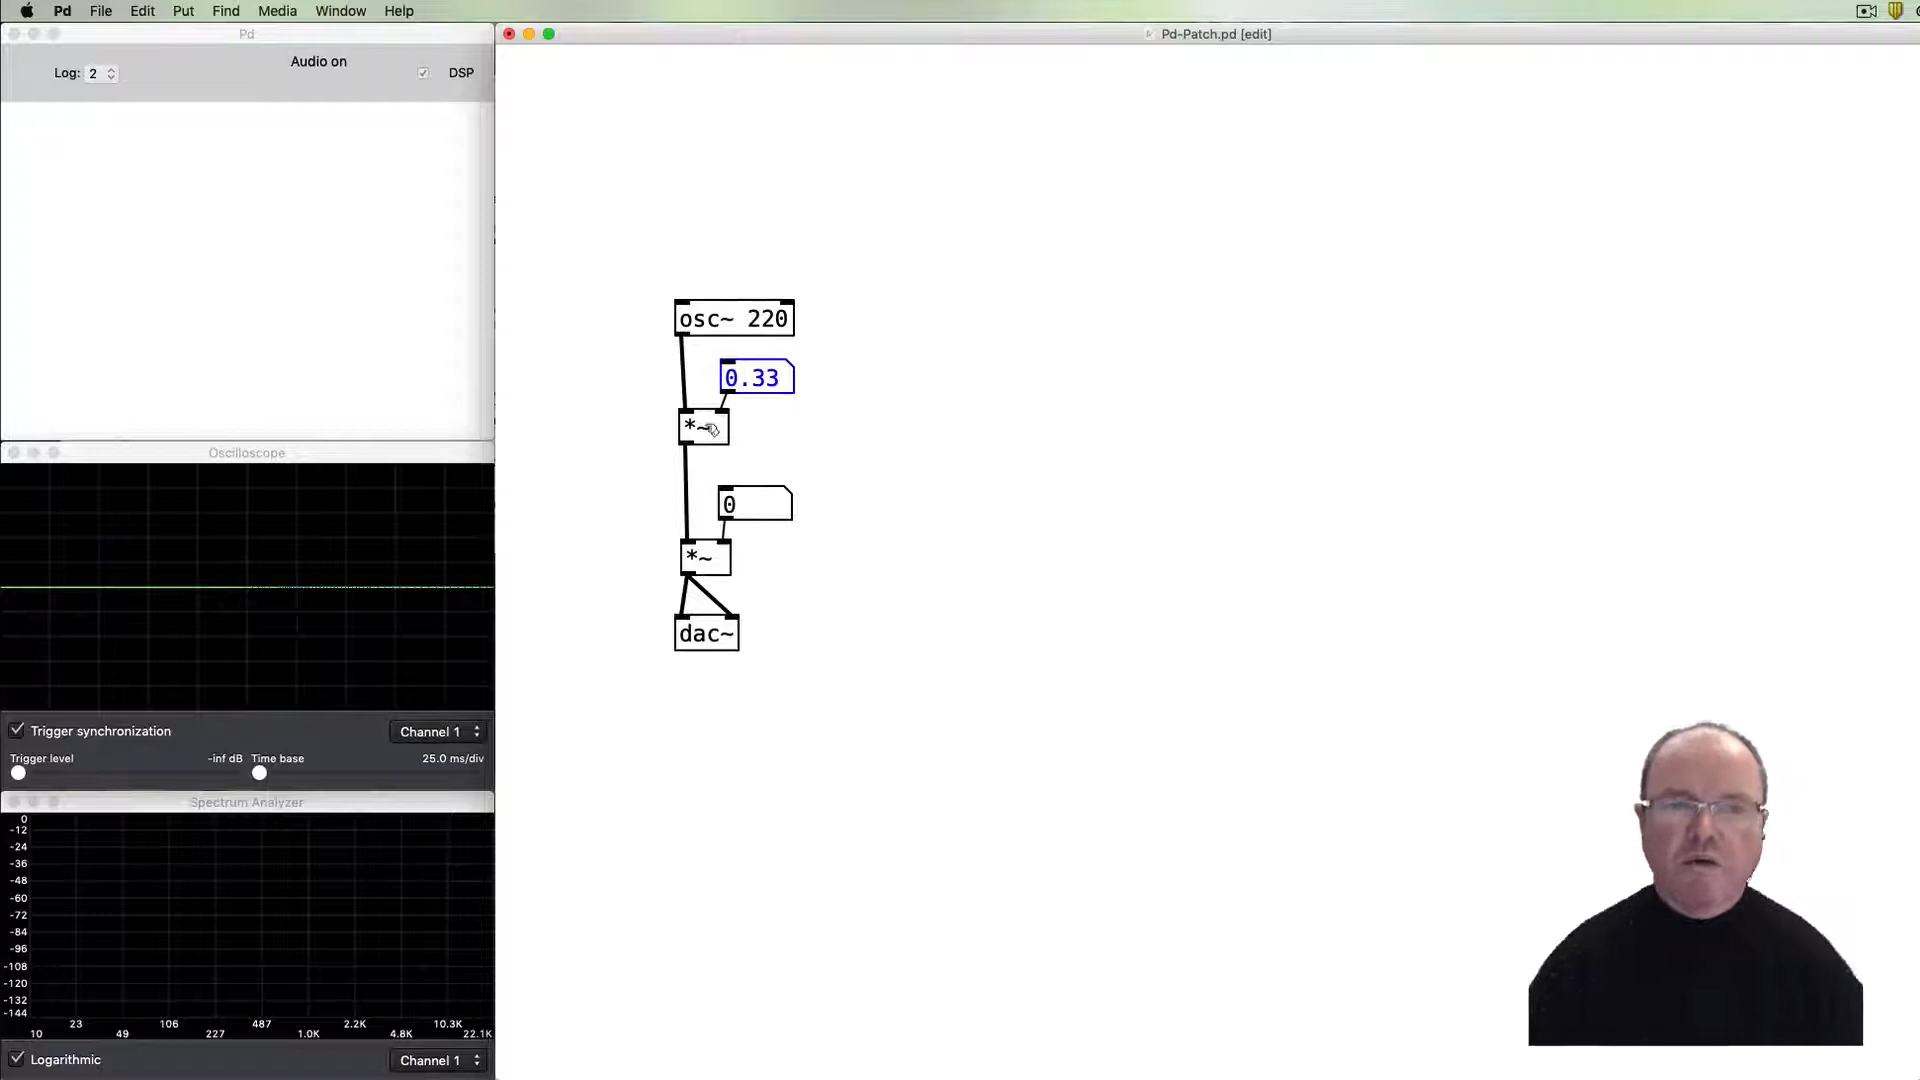 Pd File Edit Put Find Media Window Help
Pd
Audio on
Log: 2
DSP
Pd-Patch.pd [edit]
osc~ 220
0.33
*~
0
*~
dac~
Oscilloscope
Trigger synchronization
Channel 1
Trigger level
-inf dB
Time base
25.0 ms/div
Spectrum Analyzer
0
-12
-24
-36
-48
-60
-72
-84
-96
-108
-120
-132
-144
23 106 487 2.2K 10.3K
10 49 227 1.0K 4.8K 22.1K
Logarithmic
Channel 1